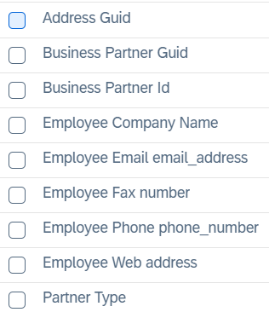 Address Guid
Business Partner Guid
Business Partner Id
Employee Company Name
Employee Email email_address
Employee Fax number
Employee Phone phone_number
Employee Web address
Partner Type